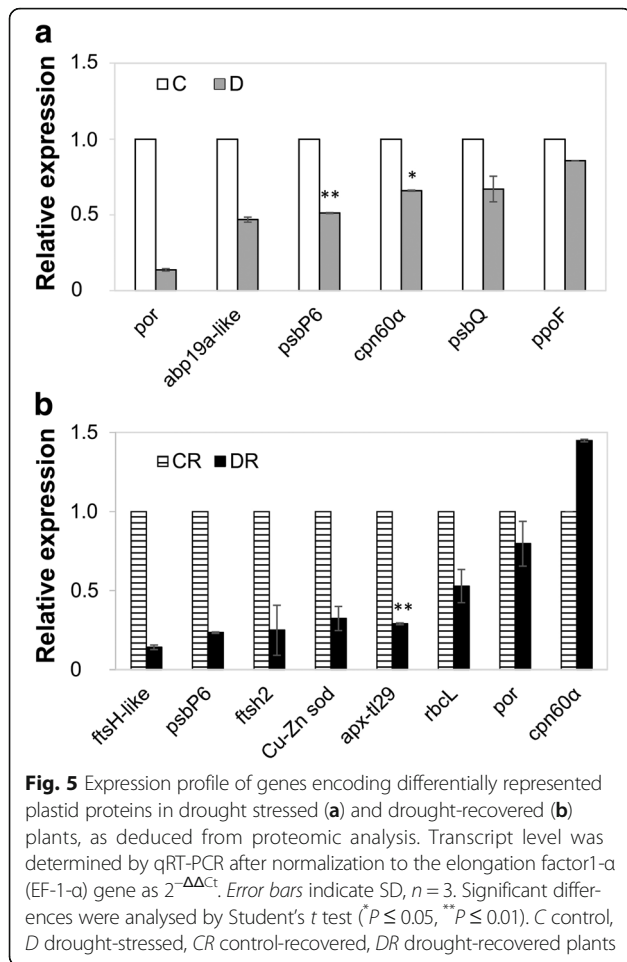 a
Relative expression
1.5
1.0
0.5
0
C D
**
*
por
abp19a-like
psbP6
cpn60α
psbQ
ppoF
b
Relative expression
1.5
1.0
0.5
0
CR DR
**
ftsH-like
psbP6
ftsh2
Cu-Zn sod
apx-tl29
rbcL
por
cpn60α
Fig. 5 Expression profile of genes encoding differentially represented
plastid proteins in drought stressed (a) and drought-recovered (b)
plants, as deduced from proteomic analysis. Transcript level was
determined by qRT-PCR after normalization to the elongation factor1-α
(EF-1-α) gene as 2−ΔΔCt. Error bars indicate SD, n = 3. Significant differ-
ences were analysed by Student's t test (*P ≤ 0.05, **P ≤ 0.01). C control,
D drought-stressed, CR control-recovered, DR drought-recovered plants